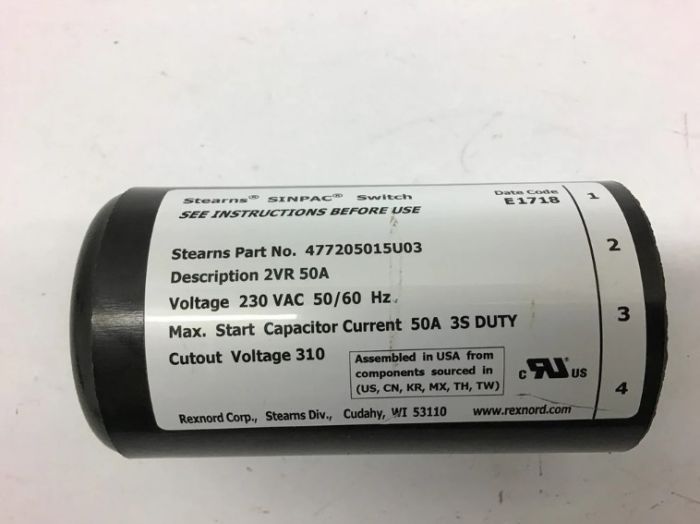 Stearns® SINPAC® Switch
Date Code
E1718
SEE INSTRUCTIONS BEFORE USE
Stearns Part No. 477205015U03
Description 2VR 50A
Voltage 230 VAC 50/60 Hz.
Max. Start Capacitor Current 50A 3S DUTY
Cutout Voltage 310
Assembled in USA from
components sourced in
(US, CN, KR, MX, TH, TW)
c RU® US
Rexnord Corp., Stearns Div., Cudahy, WI 53110 www.rexnord.com
1
2
3
4